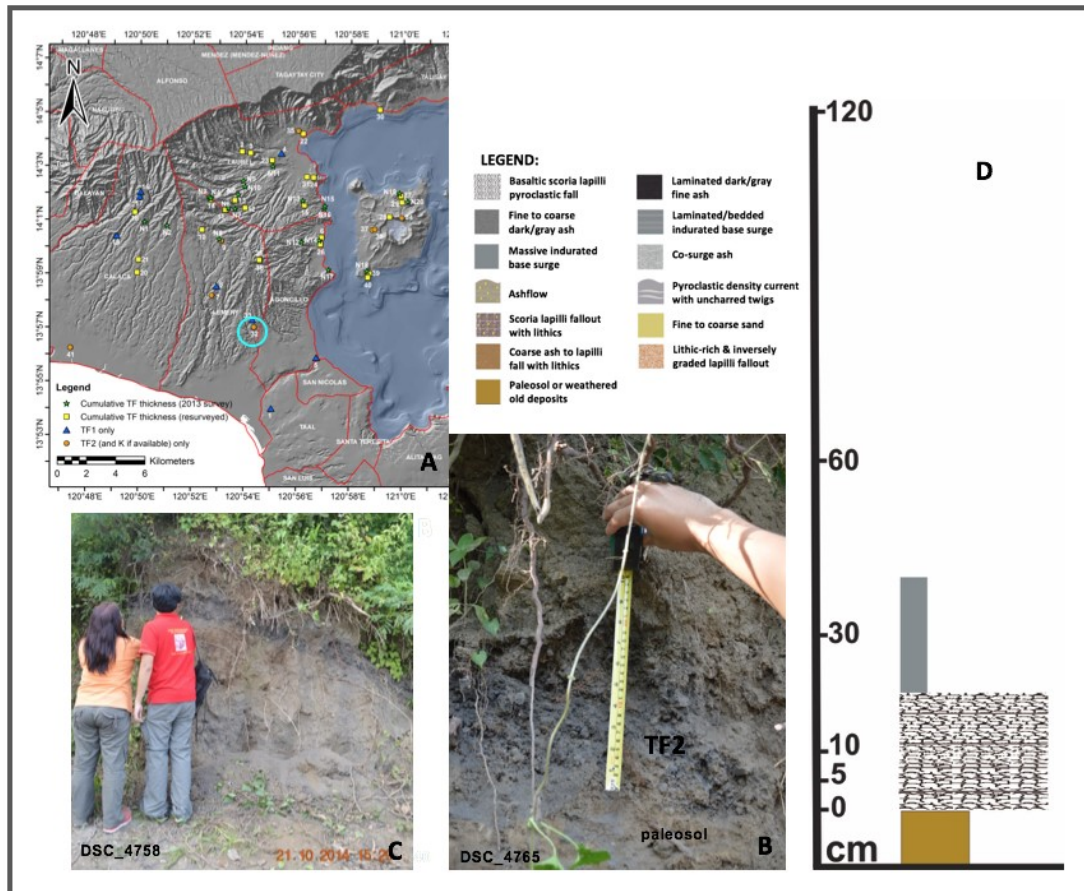 14°7'N
14°5'N
14°3'N
14°1'N
13°59'N
13°57'N
13°55'N
13°53'N
120°48'E 120°50'E 120°52'E 120°54'E 120°56'E 120°58'E 121°0'E
N
MENDEZ (MENDEZ-NUÑEZ)
ALFONSO
TAGAYTAY CITY
LAUREL
CALACA
AGONCILLO
LEMERY
SAN NICOLAS
TAAL
SANTA TERESITA
SAN LUIS
41
Legend
Cumulative TF thickness (2013 survey)
Cumulative TF thickness (resurveyed)
TF1 only
TF2 (and K if available) only
Kilometers
0 2 4 6
A
LEGEND:
Basaltic scoria lapilli
pyroclastic fall
Fine to coarse
dark/gray ash
Massive indurated
base surge
Ashflow
Scoria lapilli fallout
with lithics
Coarse ash to lapilli
fall with lithics
Paleosol or weathered
old deposits
Laminated dark/gray
fine ash
Laminated/bedded
indurated base surge
Co-surge ash
Pyroclastic density current
with uncharred twigs
Fine to coarse sand
Lithic-rich & inversely
graded lapilli fallout
DSC_4758
21.10.2014
C
TF2
paleosol
DSC_4765
B
D
120
60
30
10
5
0
cm